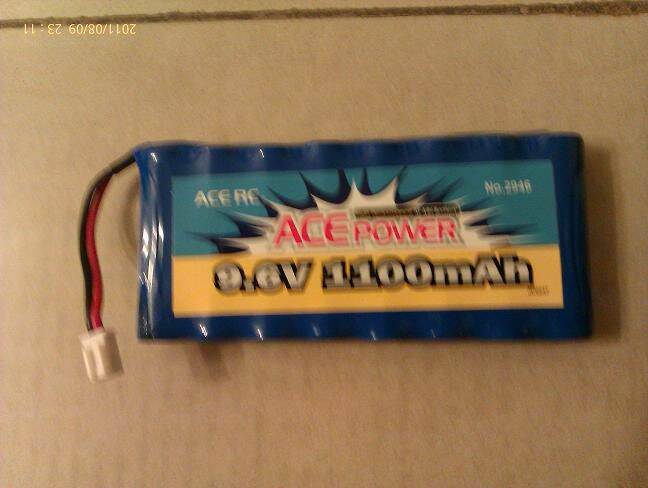 2011/08/09 23:11
ACE RC
No.2946
ACE POWER
9.6V 1100mAh